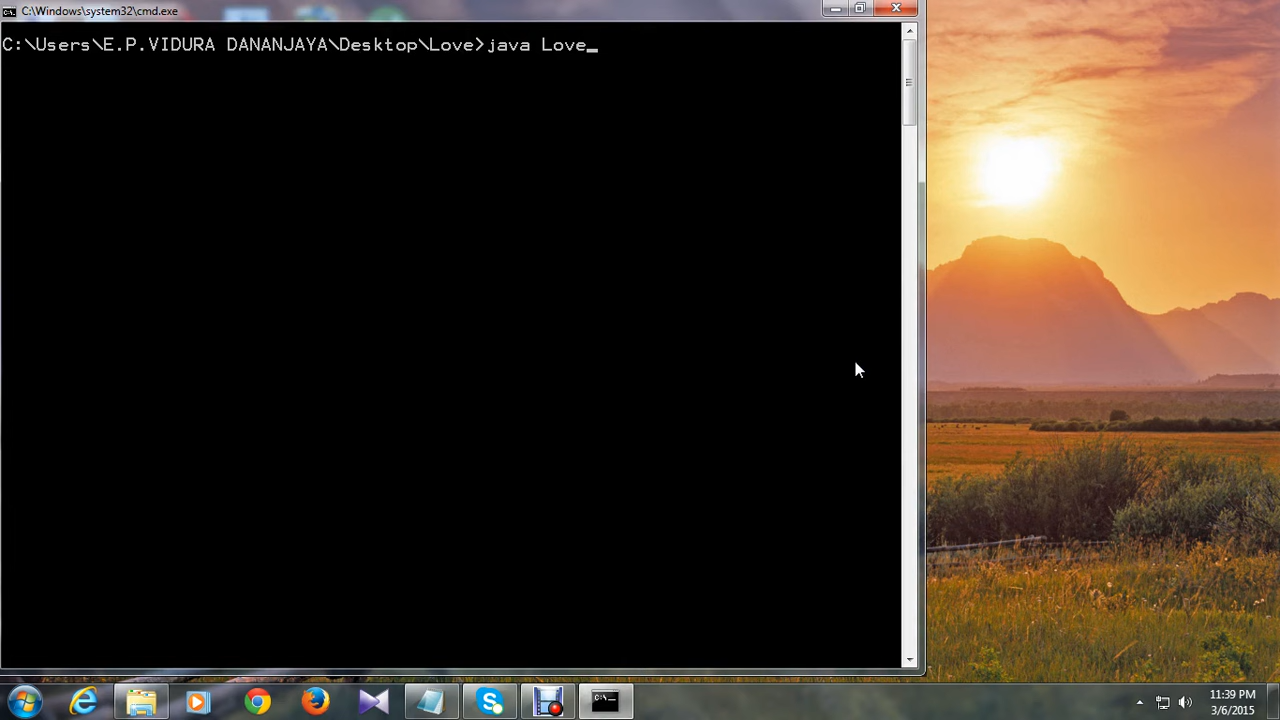 C:\Windows\system32\cmd.exe
C:\Users\E.P.VIDURA DANANJAYA\Desktop\Love>java Love_
C:\_
11:39 PM
3/6/2015